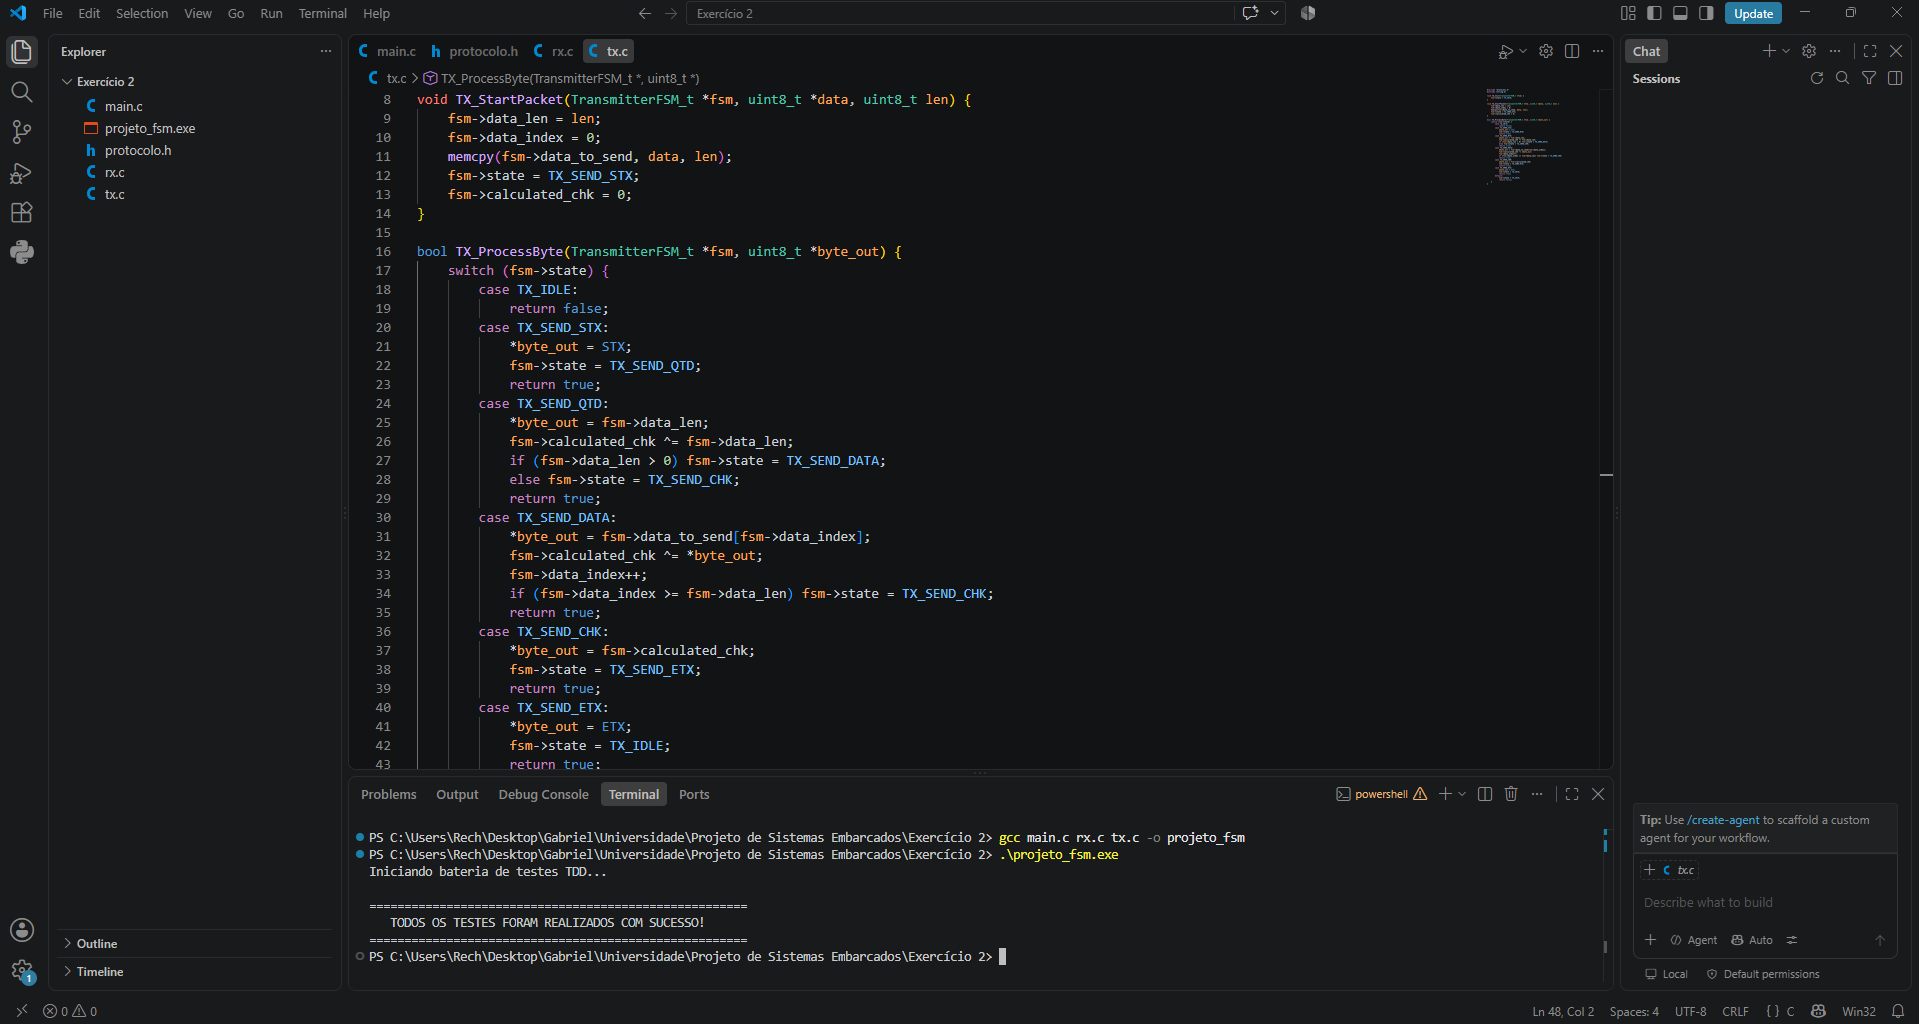 File Edit Selection View Go Run Terminal Help
Exercício 2
Update
Explorer
Exercício 2
main.c
projeto_fsm.exe
protocolo.h
rx.c
tx.c
Outline
Timeline
main.c protocolo.h rx.c tx.c
tx.c > TX_ProcessByte(TransmitterFSM_t *, uint8_t *)
8 void TX_StartPacket(TransmitterFSM_t *fsm, uint8_t *data, uint8_t len) {
9 fsm->data_len = len;
10 fsm->data_index = 0;
11 memcpy(fsm->data_to_send, data, len);
12 fsm->state = TX_SEND_STX;
13 fsm->calculated_chk = 0;
14 }
15
16 bool TX_ProcessByte(TransmitterFSM_t *fsm, uint8_t *byte_out) {
17 switch (fsm->state) {
18 case TX_IDLE:
19 return false;
20 case TX_SEND_STX:
21 *byte_out = STX;
22 fsm->state = TX_SEND_QTD;
23 return true;
24 case TX_SEND_QTD:
25 *byte_out = fsm->data_len;
26 fsm->calculated_chk ^= fsm->data_len;
27 if (fsm->data_len > 0) fsm->state = TX_SEND_DATA;
28 else fsm->state = TX_SEND_CHK;
29 return true;
30 case TX_SEND_DATA:
31 *byte_out = fsm->data_to_send[fsm->data_index];
32 fsm->calculated_chk ^= *byte_out;
33 fsm->data_index++;
34 if (fsm->data_index >= fsm->data_len) fsm->state = TX_SEND_CHK;
35 return true;
36 case TX_SEND_CHK:
37 *byte_out = fsm->calculated_chk;
38 fsm->state = TX_SEND_ETX;
39 return true;
40 case TX_SEND_ETX:
41 *byte_out = ETX;
42 fsm->state = TX_IDLE;
43 return true;
Problems Output Debug Console Terminal Ports
powershell
PS C:\Users\Rech\Desktop\Gabriel\Universidade\Projeto de Sistemas Embarcados\Exercício 2> gcc main.c rx.c tx.c -o projeto_fsm
PS C:\Users\Rech\Desktop\Gabriel\Universidade\Projeto de Sistemas Embarcados\Exercício 2> .\projeto_fsm.exe
Iniciando bateria de testes TDD...
======================================================
TODOS OS TESTES FORAM REALIZADOS COM SUCESSO!
======================================================
PS C:\Users\Rech\Desktop\Gabriel\Universidade\Projeto de Sistemas Embarcados\Exercício 2>
Chat
Sessions
Tip: Use /create-agent to scaffold a custom
agent for your workflow.
tx.c
Describe what to build
Agent Auto
Local Default permissions
1
0 0
Ln 48, Col 2 Spaces: 4 UTF-8 CRLF {} C Win32